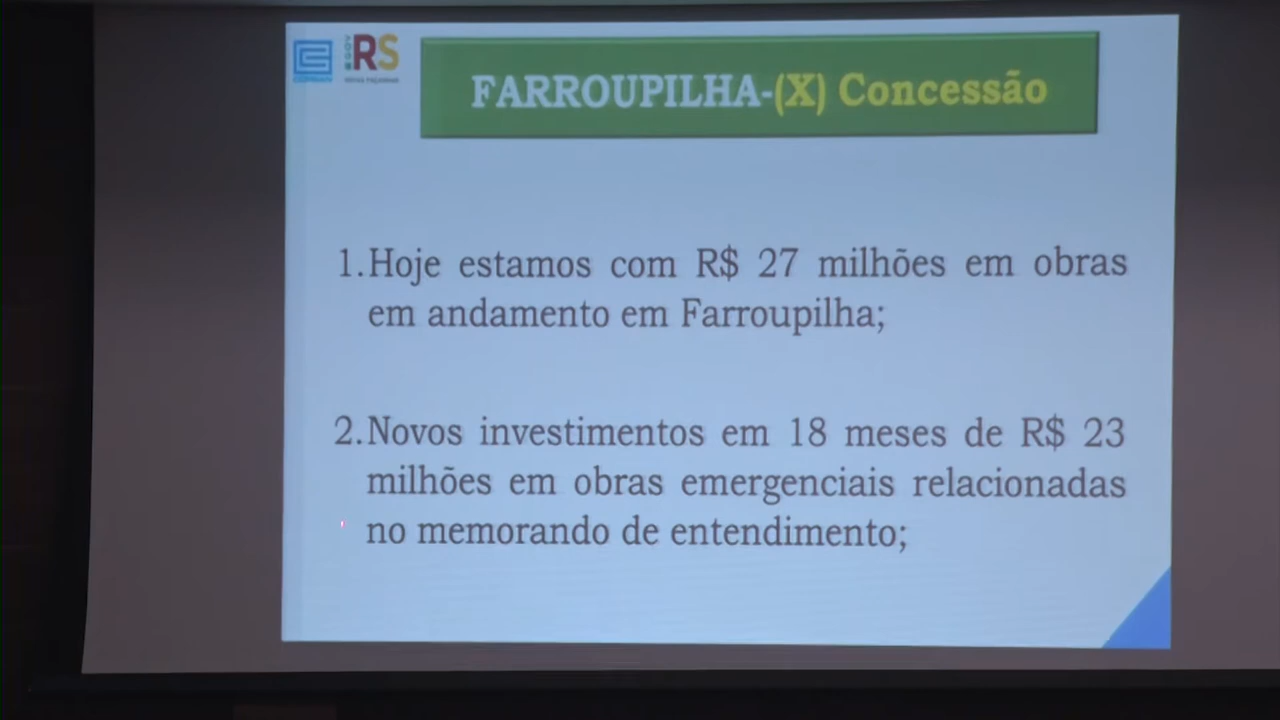 GOV
RS
FARROUPILHA-(X) Concessão
1.Hoje estamos com R$ 27 milhões em obras
em andamento em Farroupilha;
2.Novos investimentos em 18 meses de R$ 23
milhões em obras emergenciais relacionadas
no memorando de entendimento;